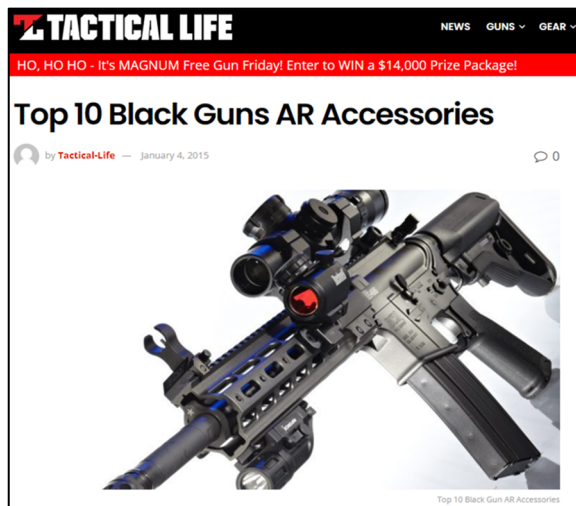 TACTICAL LIFE
NEWS GUNS GEAR
HO, HO HO - It's MAGNUM Free Gun Friday! Enter to WIN a $14,000 Prize Package!
Top 10 Black Guns AR Accessories
by Tactical-Life — January 4, 2015 0
Top 10 Black Gun AR Accessories